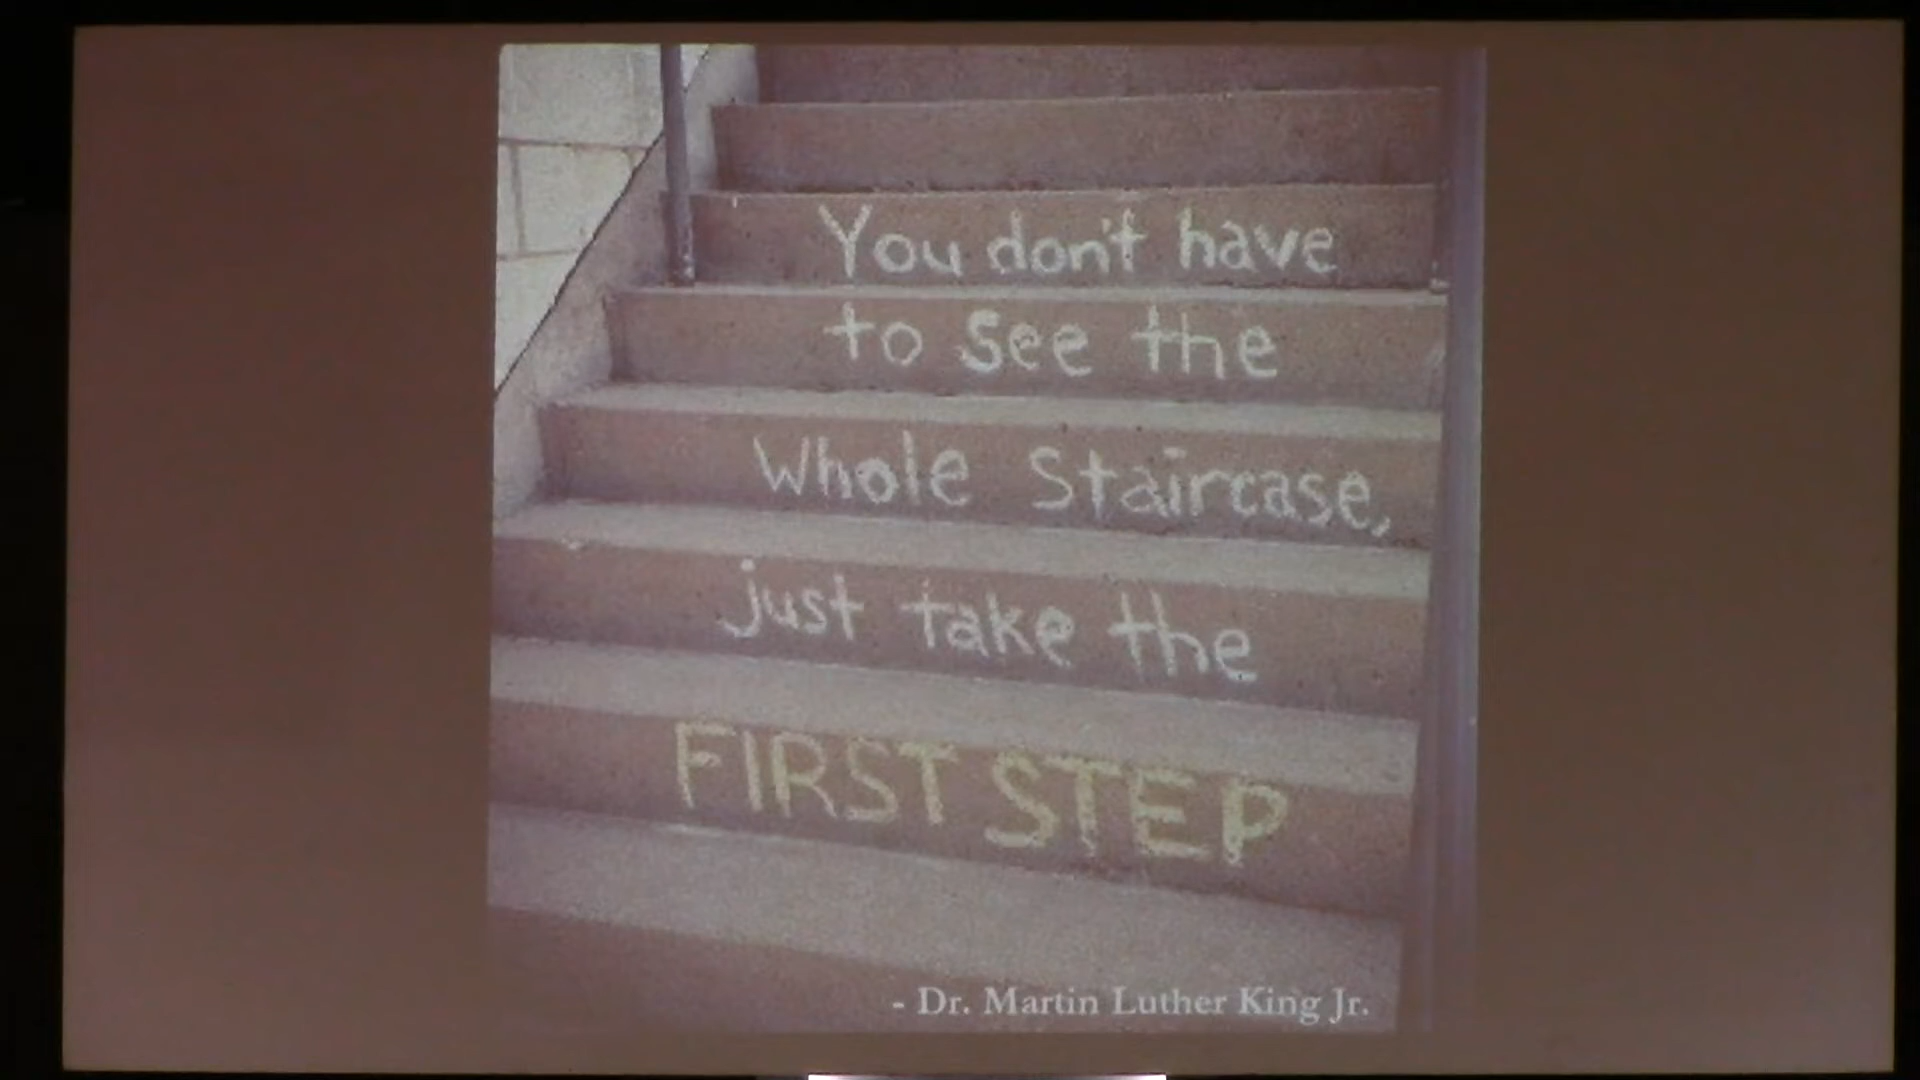 You don't have
to see the
Whole Staircase,
just take the
FIRST STEP
- Dr. Martin Luther King Jr.